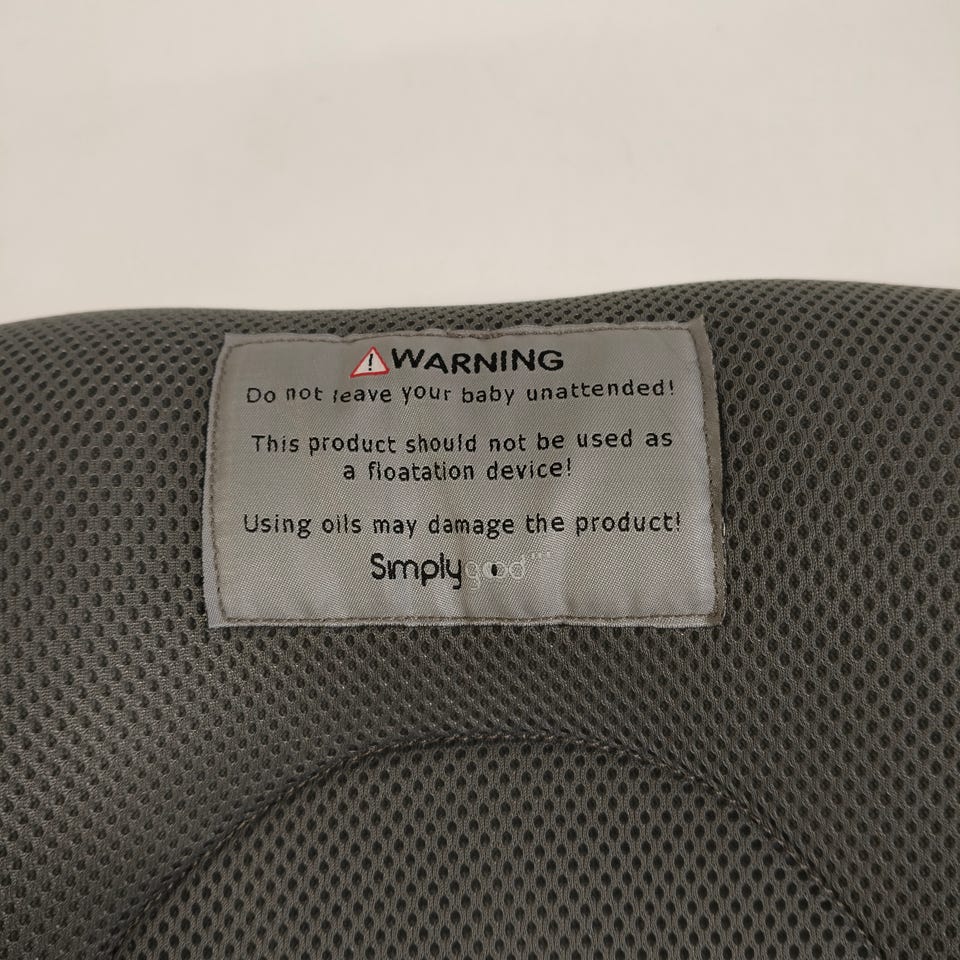 WARNING
Do not leave your baby unattended!
This product should not be used as
a floatation device!
Using oils may damage the product!
Simplygood™